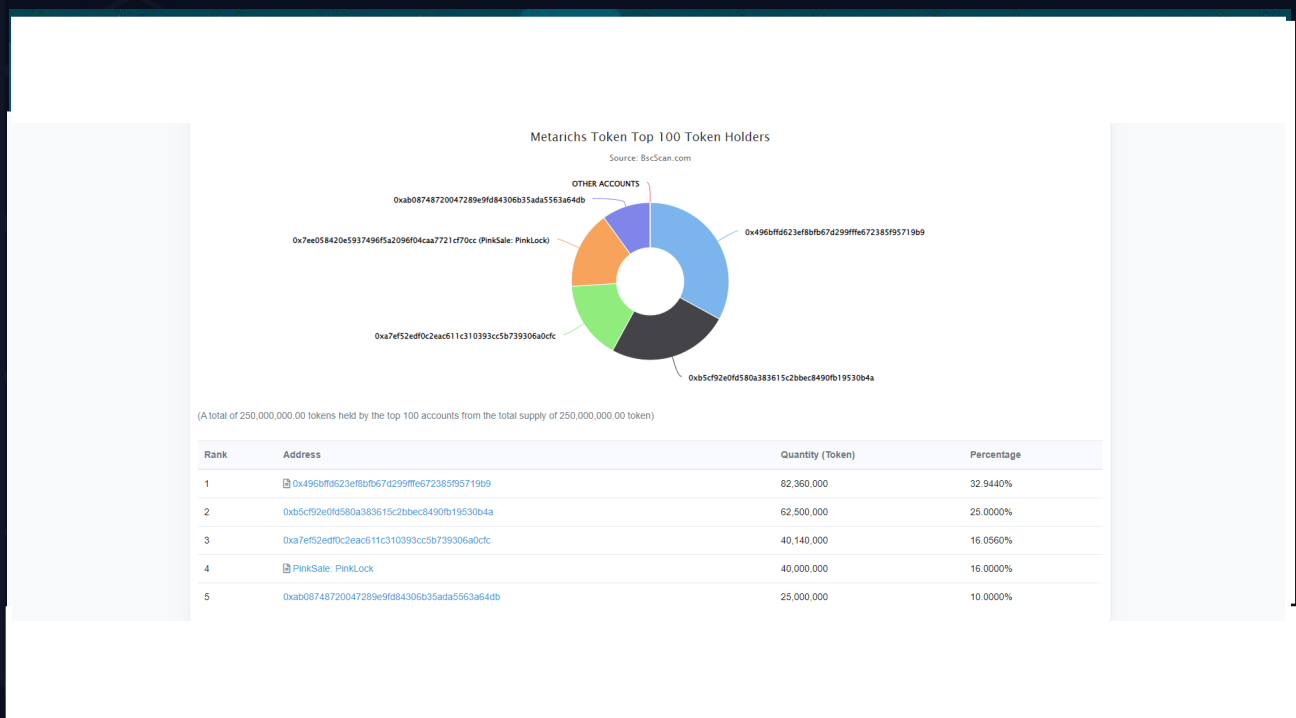 Metarichs Token Top 100 Token Holders
Source: BscScan.com
OTHER ACCOUNTS
0xab08748720047289e9fd84306b35ada5563a64db
0x496bffd623ef8bfb67d299fffe672385f95719b9
0x7ee058420e5937496f5a2096f04caa7721cf70cc (PinkSale: PinkLock)
0xa7ef52edf0c2eac611c310393cc5b739306a0cfc
0xb5cf92e0fd580a383615c2bbec8490fb19530b4a
(A total of 250,000,000.00 tokens held by the top 100 accounts from the total supply of 250,000,000.00 token)
Rank Address Quantity (Token) Percentage
1 0x496bffd623ef8bfb67d299fffe672385f95719b9 82,360,000 32.9440%
2 0xb5cf92e0fd580a383615c2bbec8490fb19530b4a 62,500,000 25.0000%
3 0xa7ef52edf0c2eac611c310393cc5b739306a0cfc 40,140,000 16.0560%
4 PinkSale: PinkLock 40,000,000 16.0000%
5 0xab08748720047289e9fd84306b35ada5563a64db 25,000,000 10.0000%